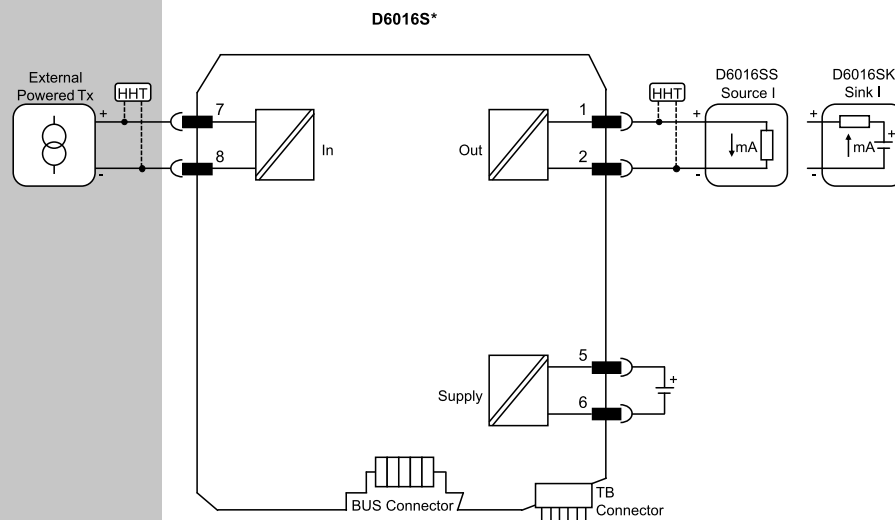 D6016S*
External
Powered Tx
HHT
+
-
7
8
In
Out
1
2
HHT
+
-
D6016SS
Source I
mA
D6016SK
Sink I
+
-
mA
+
Supply
5
6
+
BUS Connector
TB
Connector